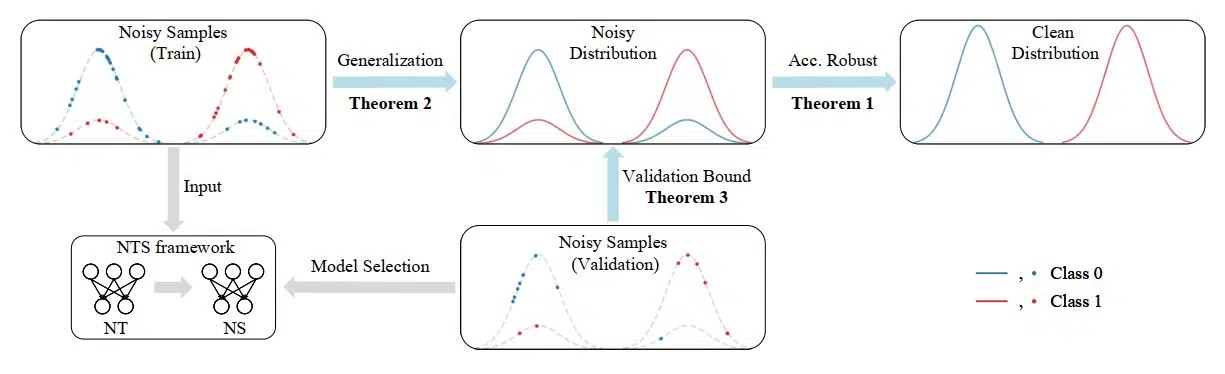 Noisy Samples
(Train)
Generalization
Theorem 2
Noisy
Distribution
Acc. Robust
Theorem 1
Clean
Distribution
Input
Validation Bound
Theorem 3
NTS framework
NT
NS
Model Selection
Noisy Samples
(Validation)
, Class 0
, Class 1